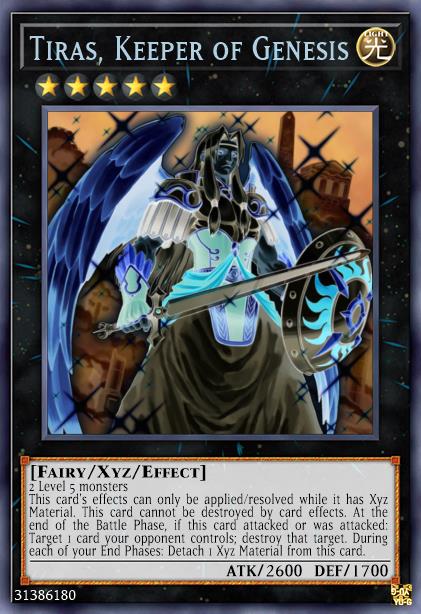 Tiras, Keeper of Genesis
LIGHT
光
[Fairy/Xyz/Effect]
2 Level 5 monsters
This card's effects can only be applied/resolved while it has Xyz
Material. This card cannot be destroyed by card effects. At the
end of the Battle Phase, if this card attacked or was attacked:
Target 1 card your opponent controls; destroy that target. During
each of your End Phases: Detach 1 Xyz Material from this card.
ATK/2600 DEF/1700
31386180